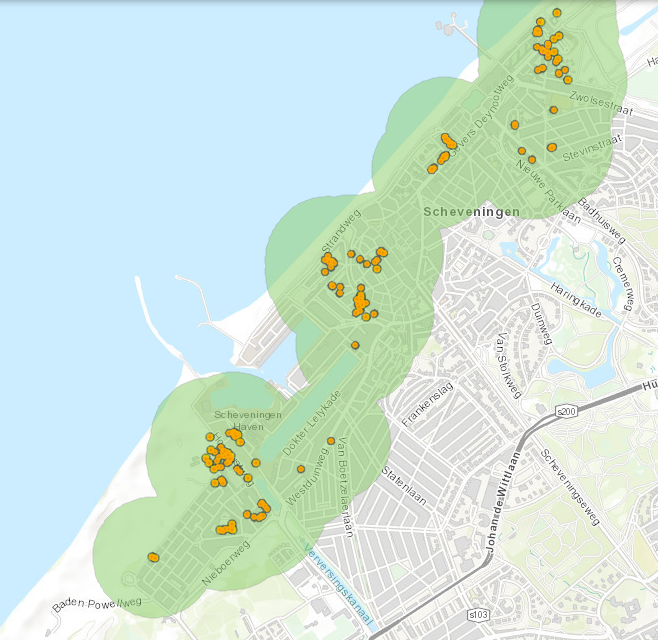 Zwolsestraat
Gevers Deynootweg
Stevinstraat
Nieuwe Parklaan
Badhuisweg
Scheveningen
Strandweg
Cremerweg
Haringkade
Duinweg
Van Stolkweg
Frankenslag
s200
Scheveningen
Haven
Dokter Lelykade
Westduinweg
Van Boetzelaerlaan
Statenlaan
Johan de Wittlaan
Scheveningseweg
Nieboerweg
Verversingskanaal
Baden-Powellweg
s103